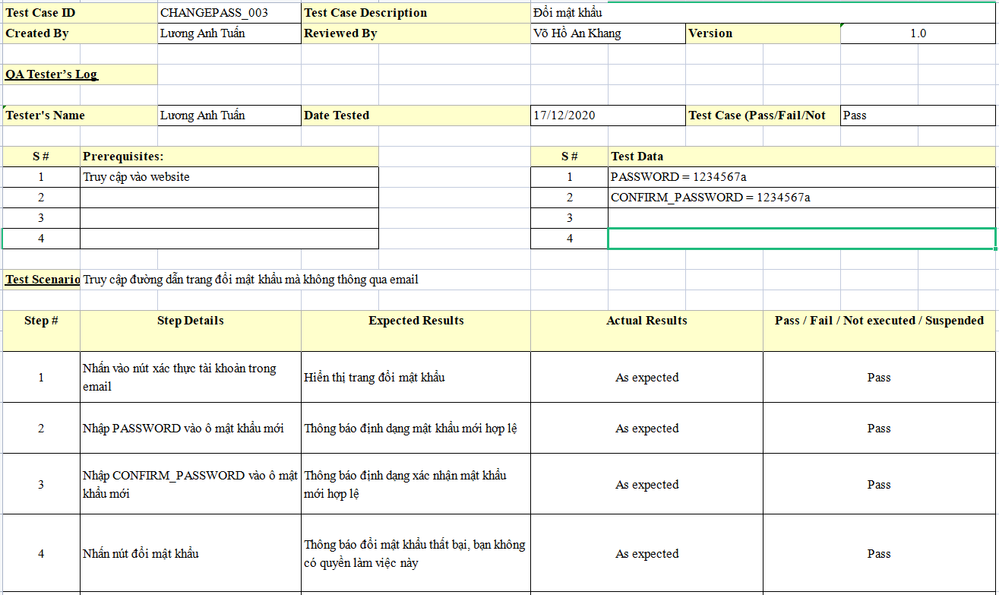 Test Case ID CHANGEPASS_003 Test Case Description Đổi mật khẩu
Created By Lương Anh Tuấn Reviewed By Võ Hồ An Khang Version 1.0
QA Tester's Log
Tester's Name Lương Anh Tuấn Date Tested 17/12/2020 Test Case (Pass/Fail/Not Pass
S # Prerequisites: S # Test Data
1 Truy cập vào website 1 PASSWORD = 1234567a
2 2 CONFIRM_PASSWORD = 1234567a
3 3
4 4
Test Scenario Truy cập đường dẫn trang đổi mật khẩu mà không thông qua email
Step # Step Details Expected Results Actual Results Pass / Fail / Not executed / Suspended
1 Nhấn vào nút xác thực tài khoản trong
email Hiển thị trang đổi mật khẩu As expected Pass
2 Nhập PASSWORD vào ô mật khẩu mới Thông báo định dạng mật khẩu mới hợp lệ As expected Pass
3 Nhập CONFIRM_PASSWORD vào ô mật
khẩu mới Thông báo định dạng xác nhận mật khẩu
mới hợp lệ As expected Pass
4 Nhấn nút đổi mật khẩu Thông báo đổi mật khẩu thất bại, bạn không
có quyền làm việc này As expected Pass